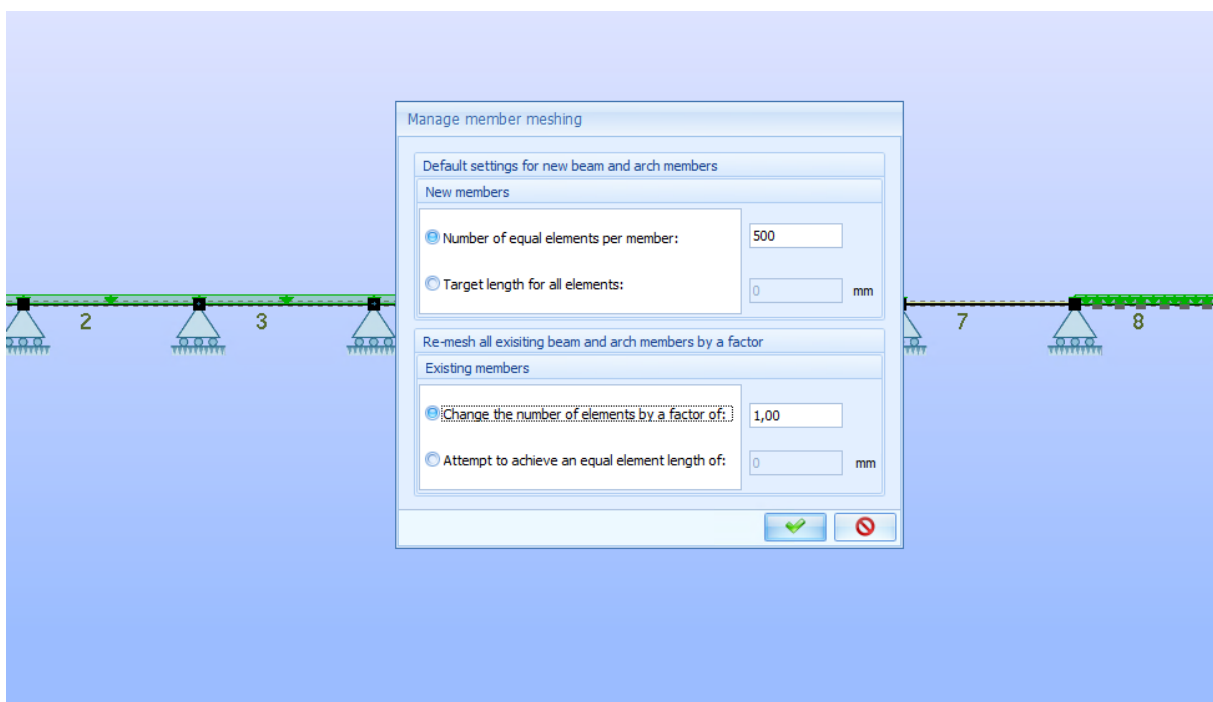 Manage member meshing
Default settings for new beam and arch members
New members
Number of equal elements per member: 500
Target length for all elements: 0 mm
2 3 7 8
Re-mesh all exisiting beam and arch members by a factor
Existing members
Change the number of elements by a factor of: 1,00
Attempt to achieve an equal element length of: 0 mm